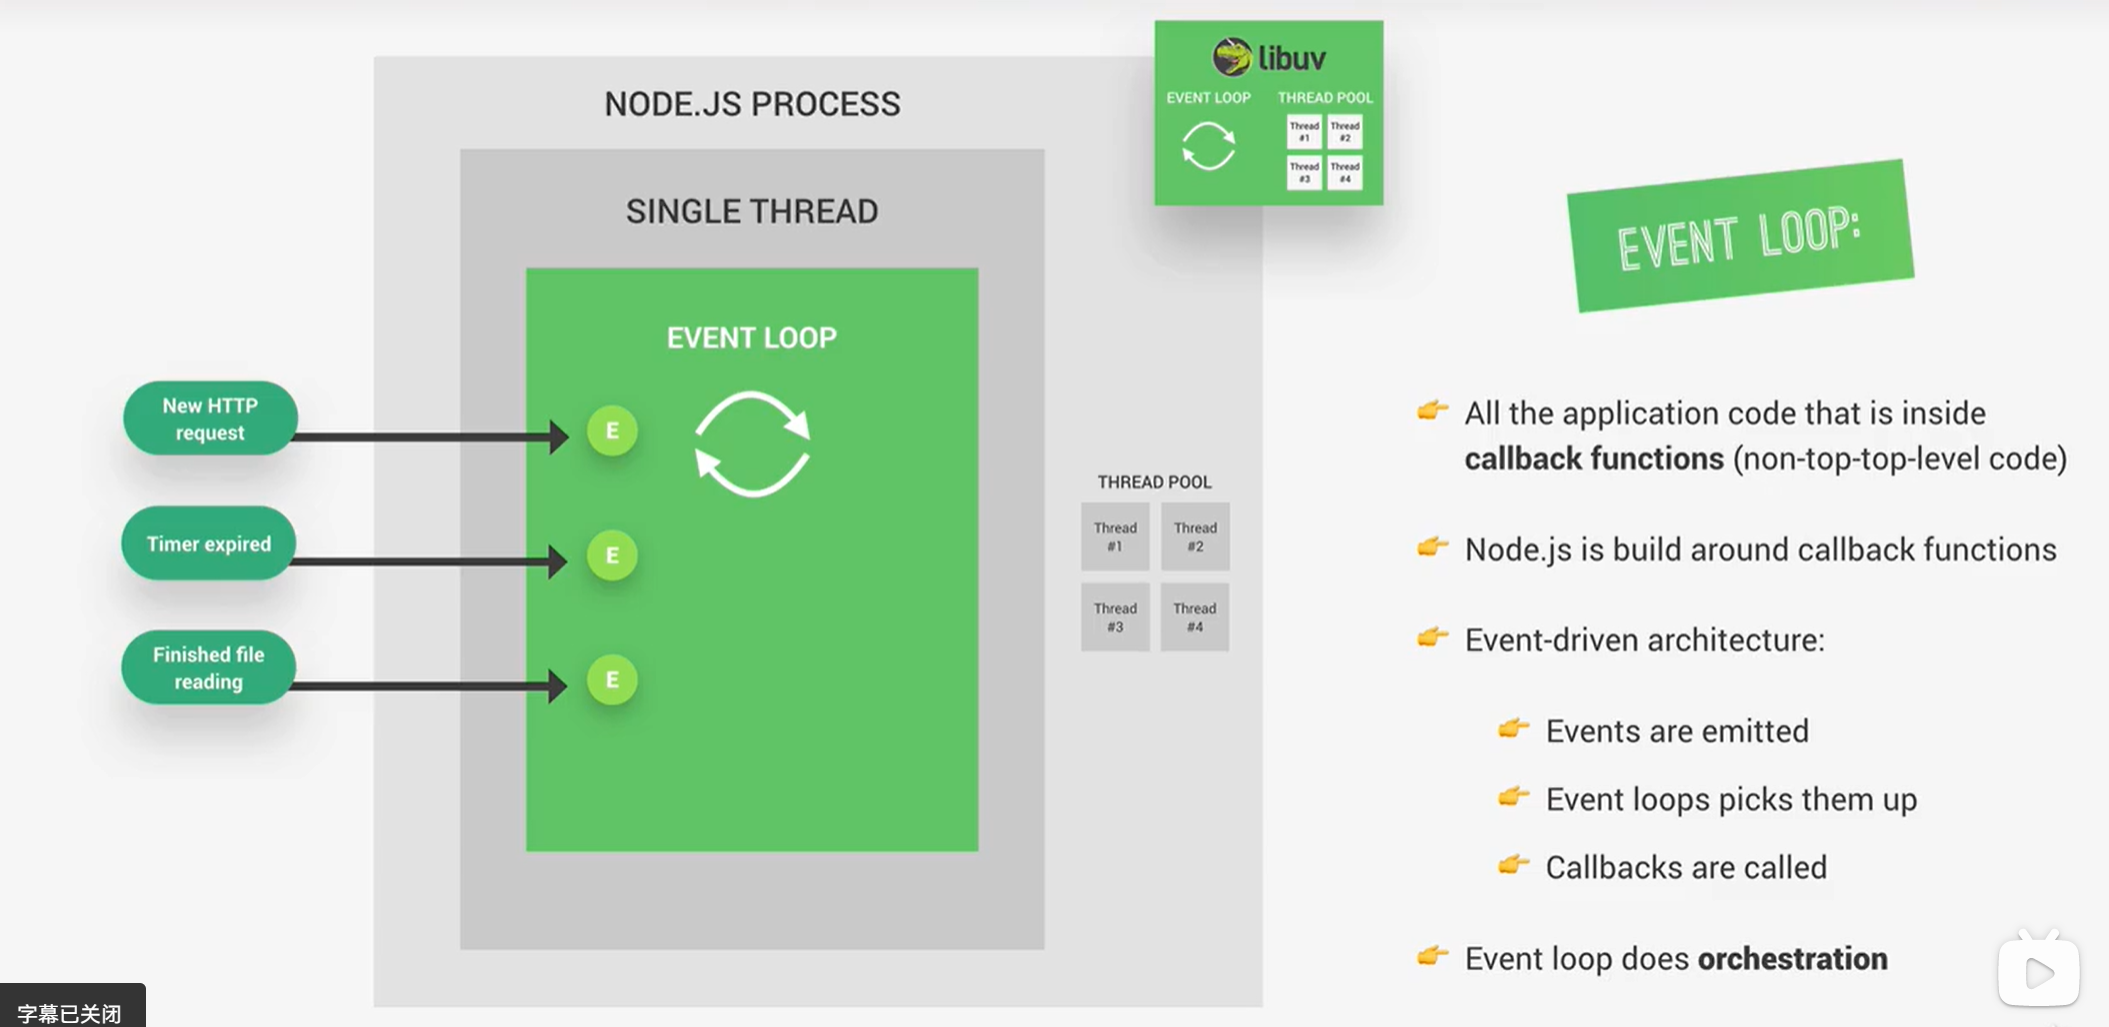 libuv
EVENT LOOP
THREAD POOL
Thread
#1
Thread
#2
Thread
#3
Thread
#4
NODE.JS PROCESS
SINGLE THREAD
EVENT LOOP
New HTTP
request
E
Timer expired
E
Finished file
reading
E
THREAD POOL
Thread
#1
Thread
#2
Thread
#3
Thread
#4
EVENT LOOP:
All the application code that is inside
callback functions (non-top-top-level code)
Node.js is build around callback functions
Event-driven architecture:
Events are emitted
Event loops picks them up
Callbacks are called
Event loop does orchestration
字幕已关闭